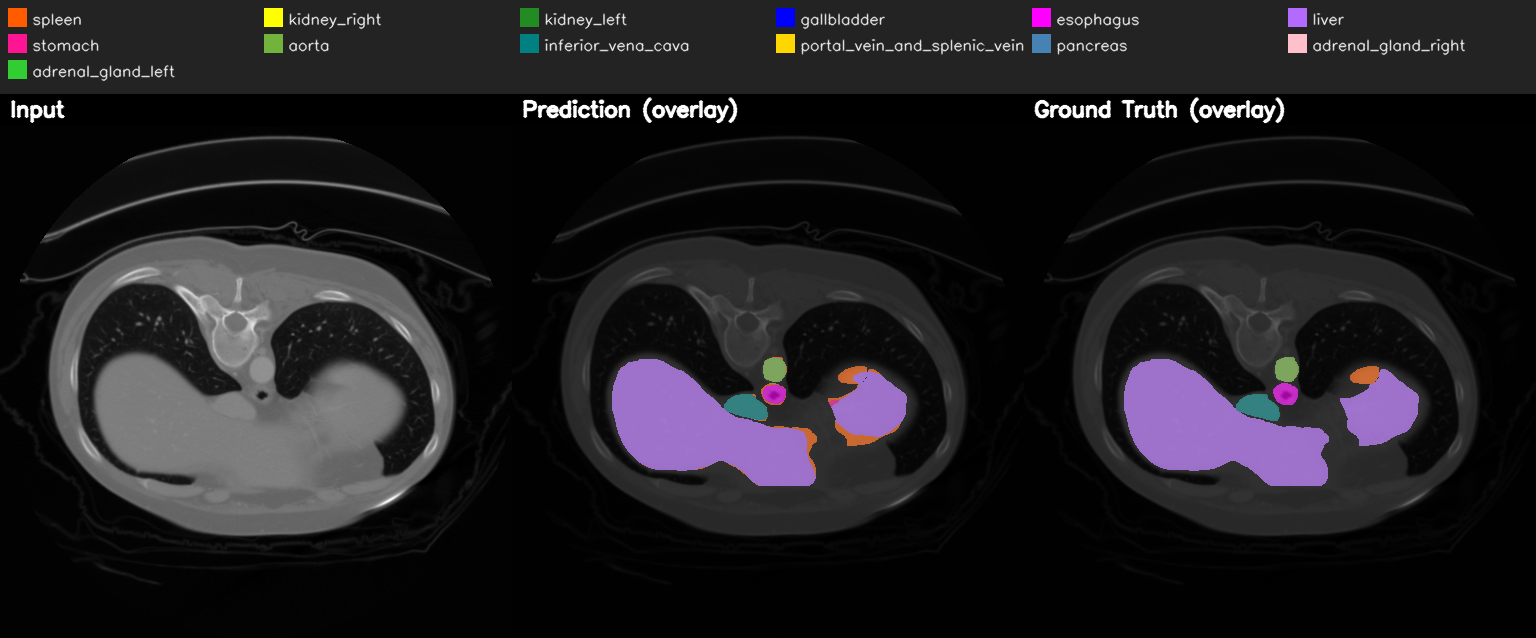 spleen kidney_right kidney_left gallbladder esophagus liver
stomach aorta inferior_vena_cava portal_vein_and_splenic_vein pancreas adrenal_gland_right
adrenal_gland_left
Input Prediction (overlay) Ground Truth (overlay)